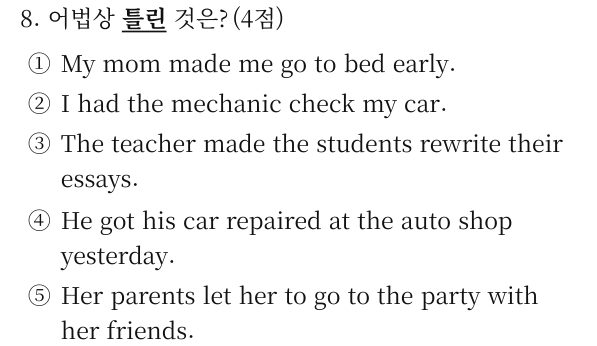 8. 어법상 틀린 것은? (4점)
① My mom made me go to bed early.
② I had the mechanic check my car.
③ The teacher made the students rewrite their
essays.
④ He got his car repaired at the auto shop
yesterday.
⑤ Her parents let her to go to the party with
her friends.